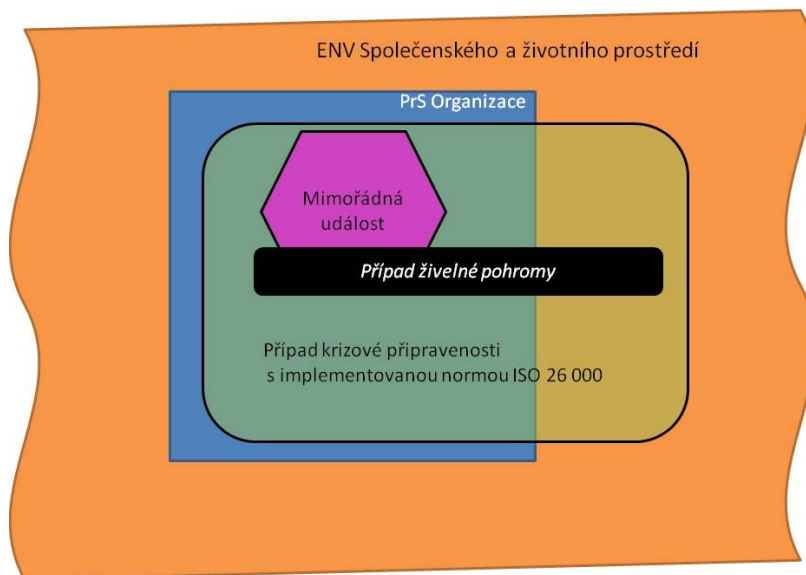 ENV Společenského a životního prostředí
PrS Organizace
Mimořádná
událost
Případ živelné pohromy
Případ krizové připravenosti
s implementovanou normou ISO 26 000